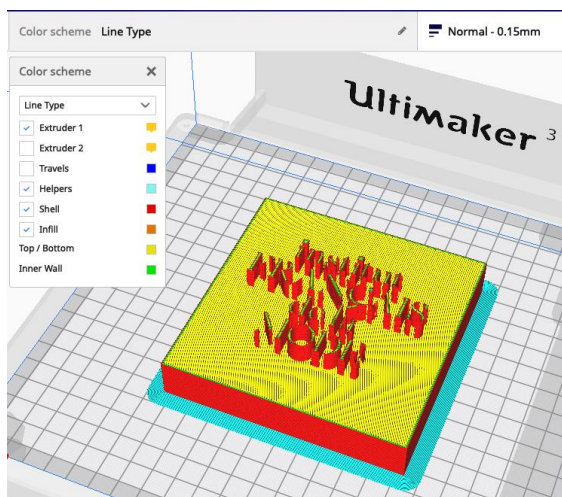 Color scheme Line Type
Normal - 0.15mm
Color scheme
Line Type
Extruder 1
Extruder 2
Travels
Helpers
Shell
Infill
Top / Bottom
Inner Wall
Ultimaker 3